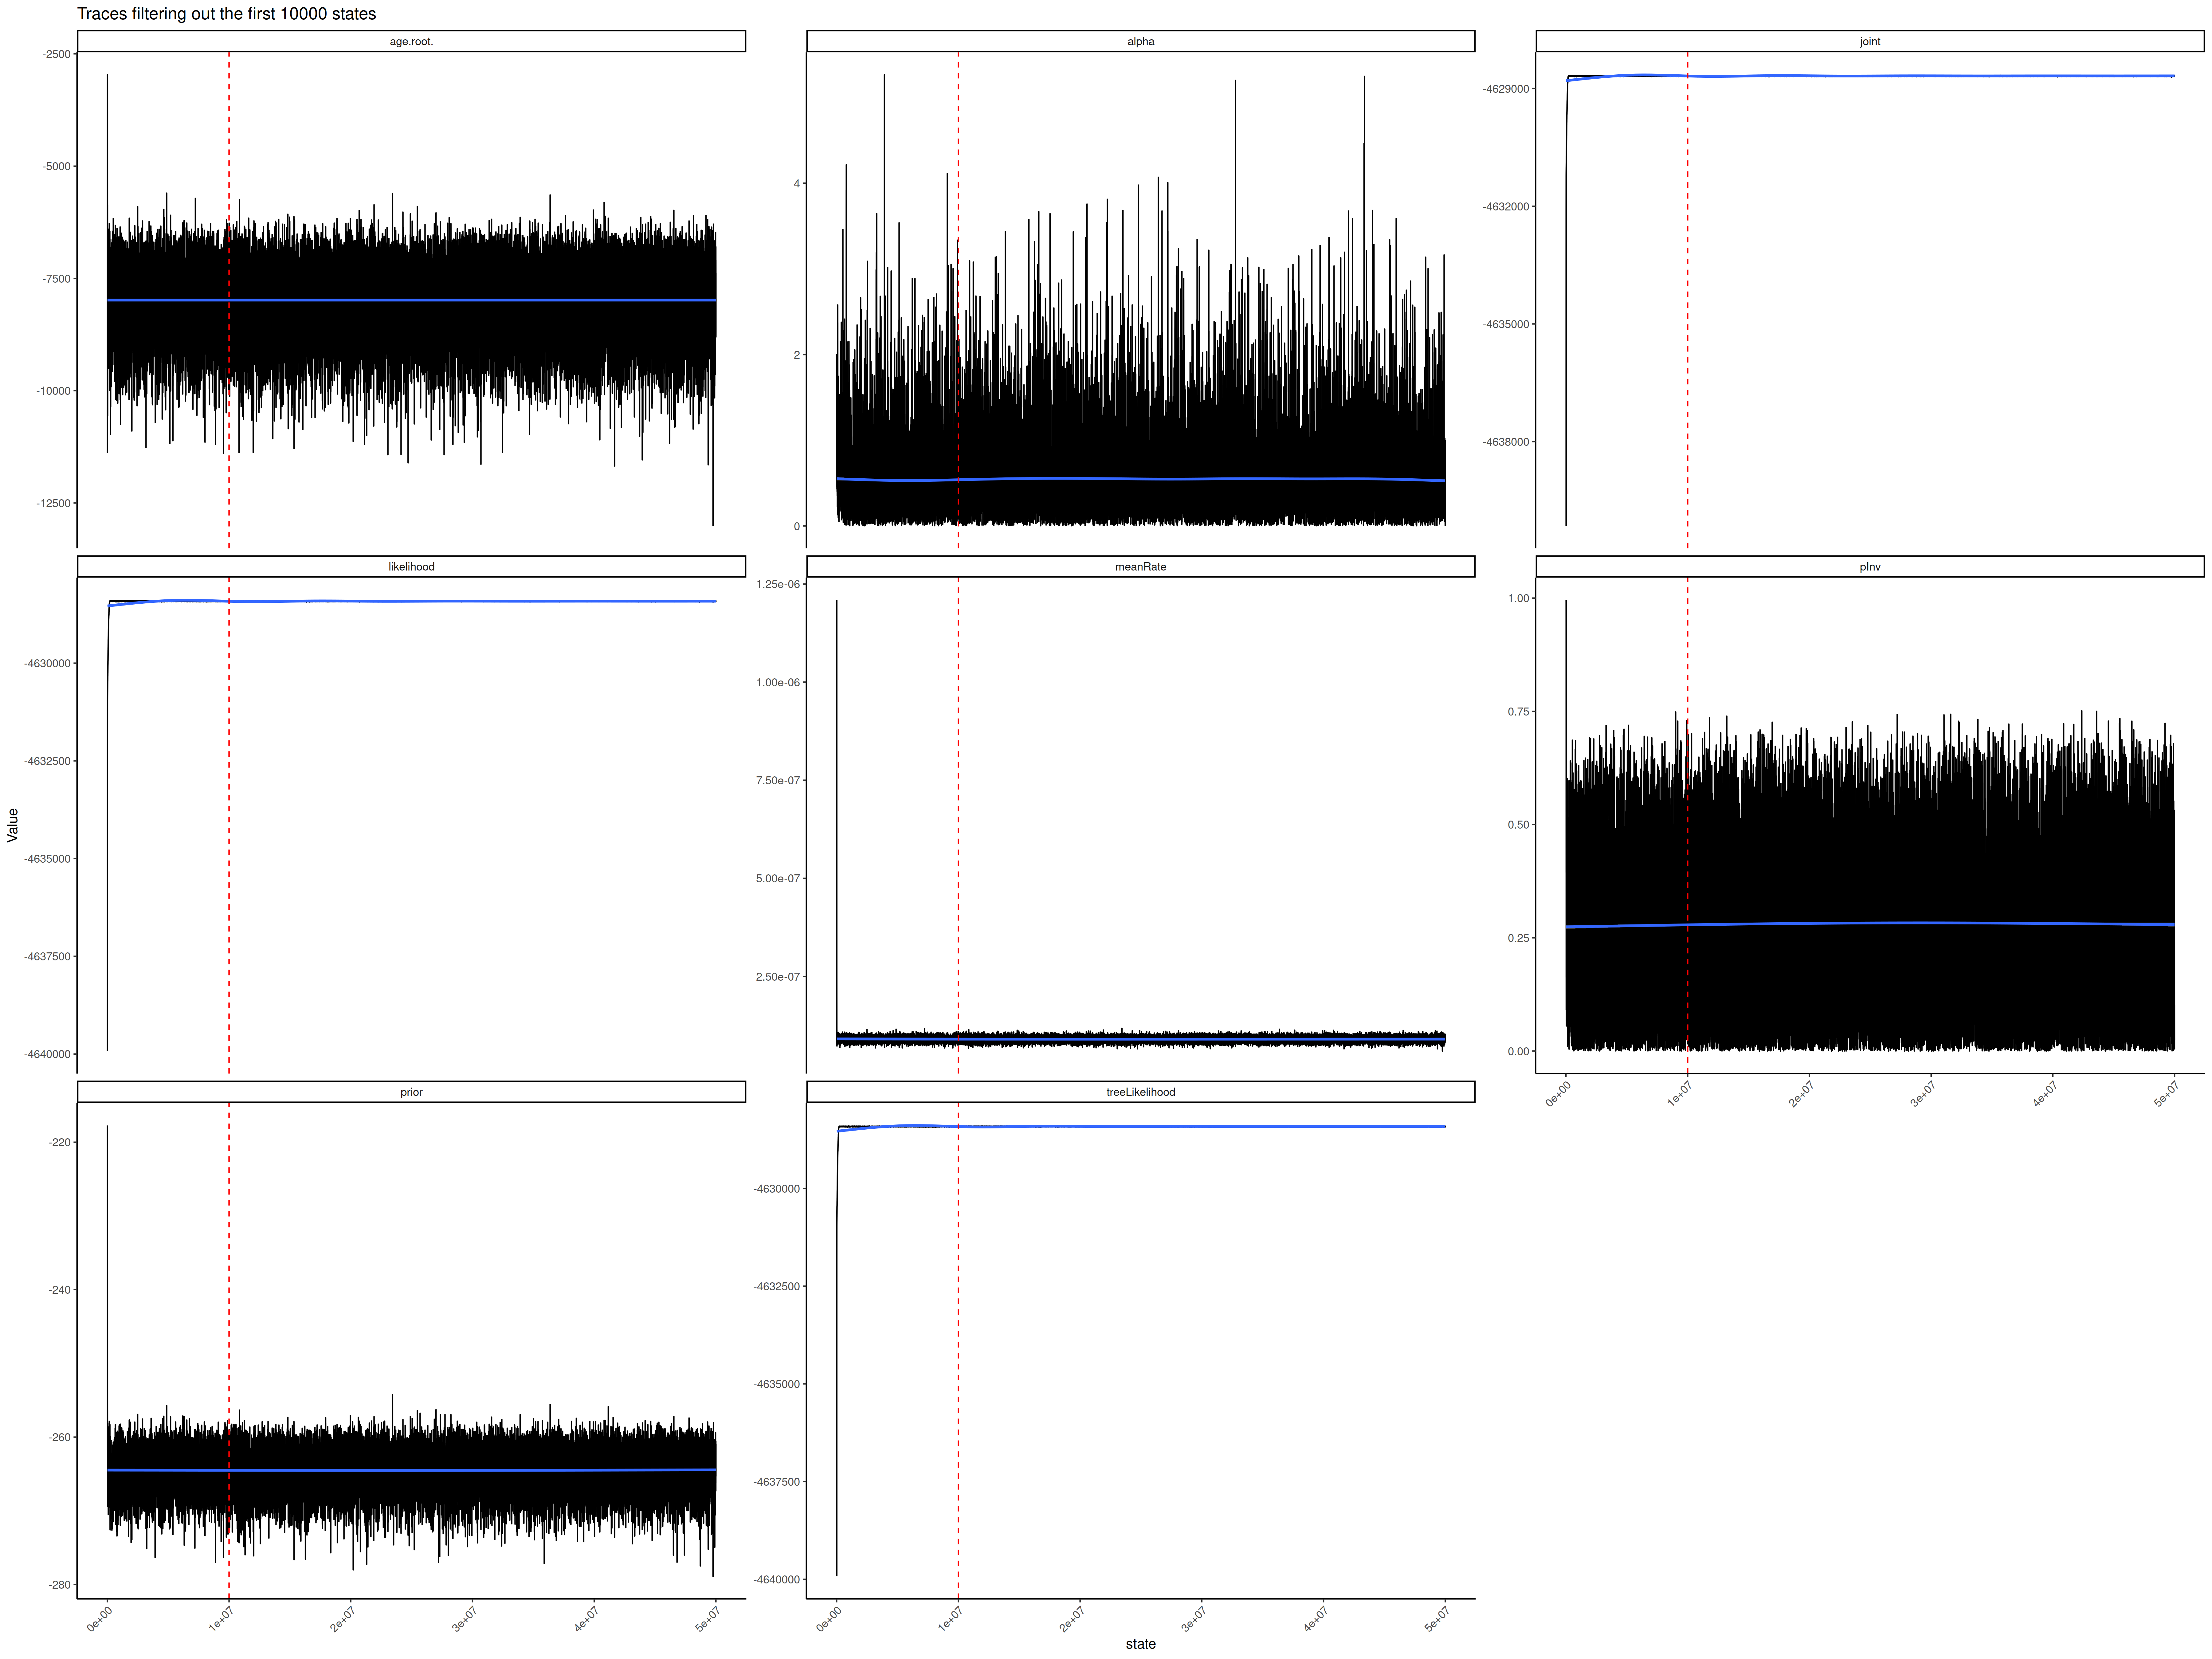 Traces filtering out the first 10000 states
age.root.
alpha
joint
-2500
-5000
-7500
-10000
-12500
4
2
0
-4629000
-4632000
-4635000
-4638000
likelihood
meanRate
pInv
-4630000
-4632500
-4635000
-4637500
-4640000
1.25e-06
1.00e-06
7.50e-07
5.00e-07
2.50e-07
1.00
0.75
0.50
0.25
0.00
0e+00
1e+07
2e+07
3e+07
4e+07
5e+07
Value
prior
treeLikelihood
-220
-240
-260
-280
-4630000
-4632500
-4635000
-4637500
-4640000
0e+00
1e+07
2e+07
3e+07
4e+07
5e+07
0e+00
1e+07
2e+07
3e+07
4e+07
5e+07
state